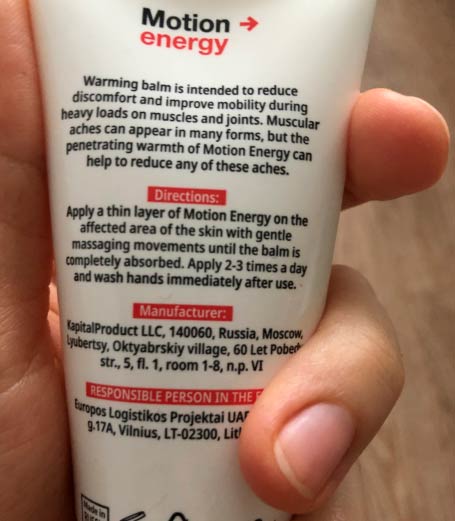 Motion →
energy
Warming balm is intended to reduce
discomfort and improve mobility during
heavy loads on muscles and joints. Muscular
aches can appear in many forms, but the
penetrating warmth of Motion Energy can
help to reduce any of these aches.
Directions:
Apply a thin layer of Motion Energy on the
affected area of the skin with gentle
massaging movements until the balm is
completely absorbed. Apply 2-3 times a day
and wash hands immediately after use.
Manufacturer:
KapitalProduct LLC, 140060, Russia, Moscow,
Lyubertsy, Oktyabrskiy village, 60 Let
str., 5, fl. 1, room 1-8, n.p. VI
RESPONSIBLE PERSON IN THE
Europos Logistikos Projektai
g.17A, Vilnius, LT-02300,
Made in